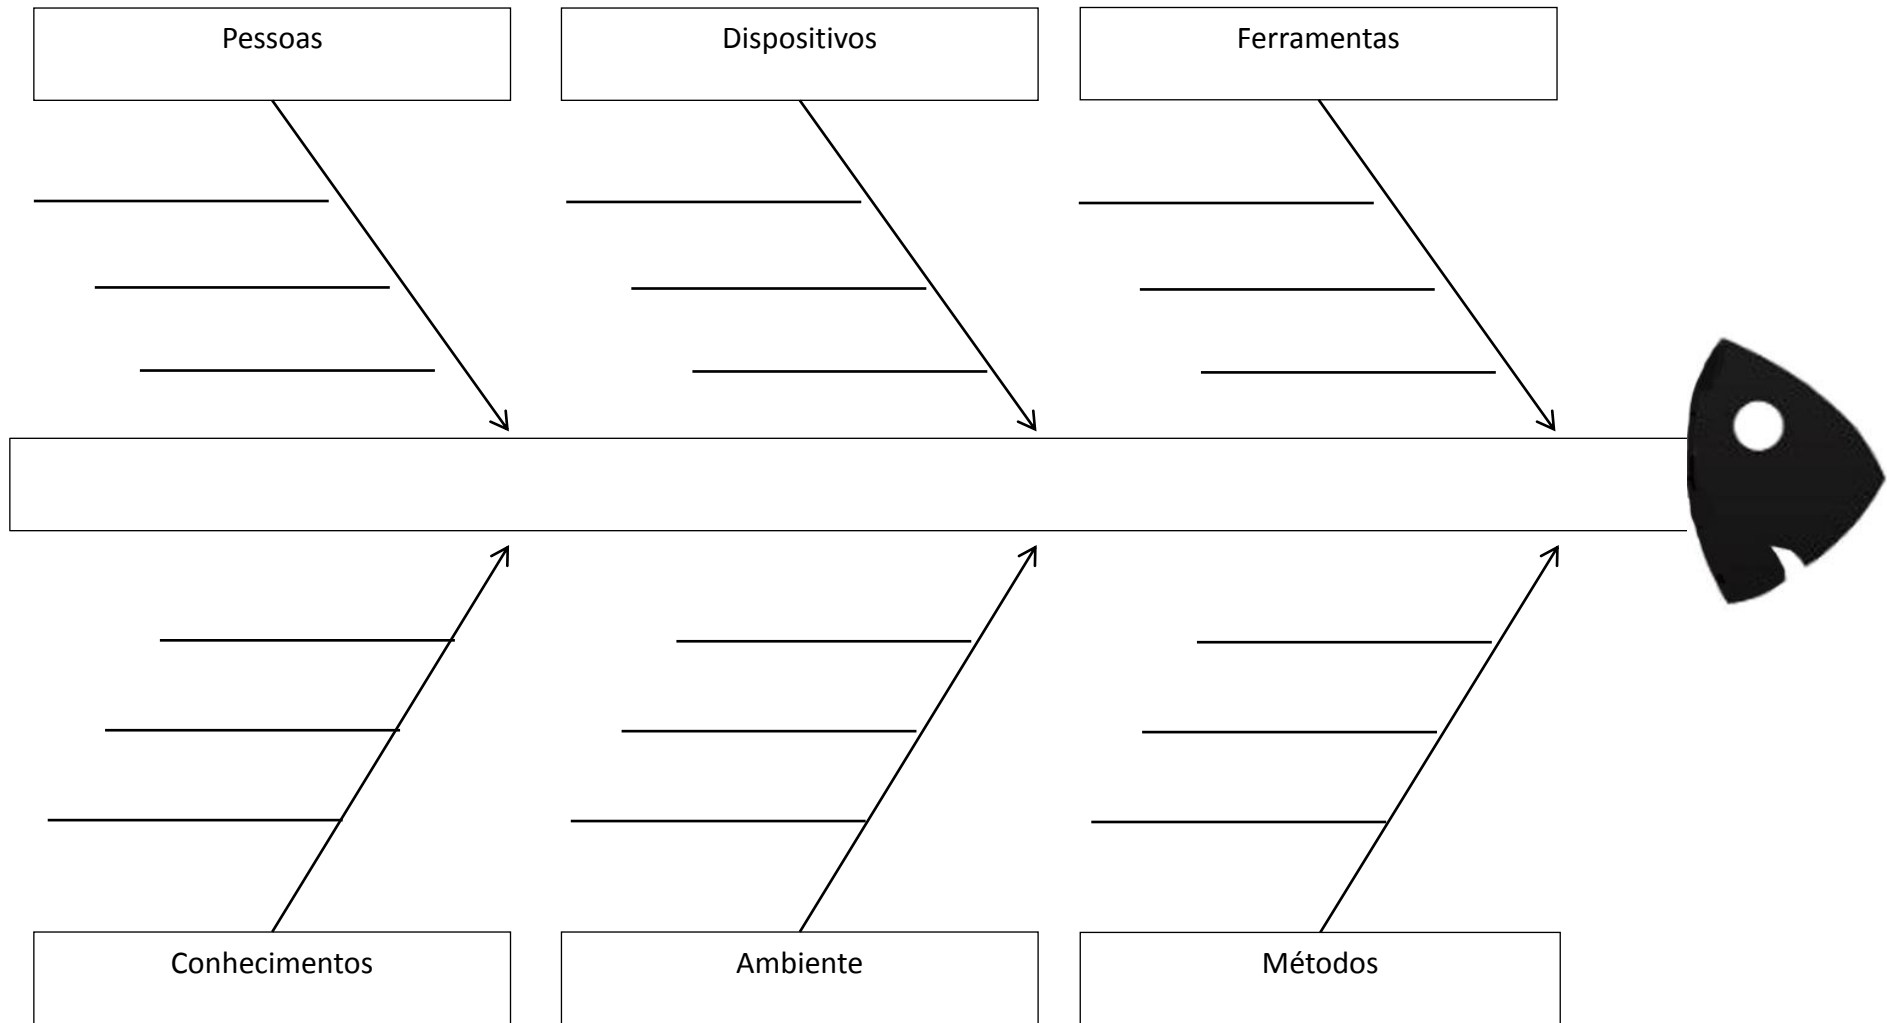 Pessoas
Dispositivos
Ferramentas
Conhecimentos
Ambiente
Métodos